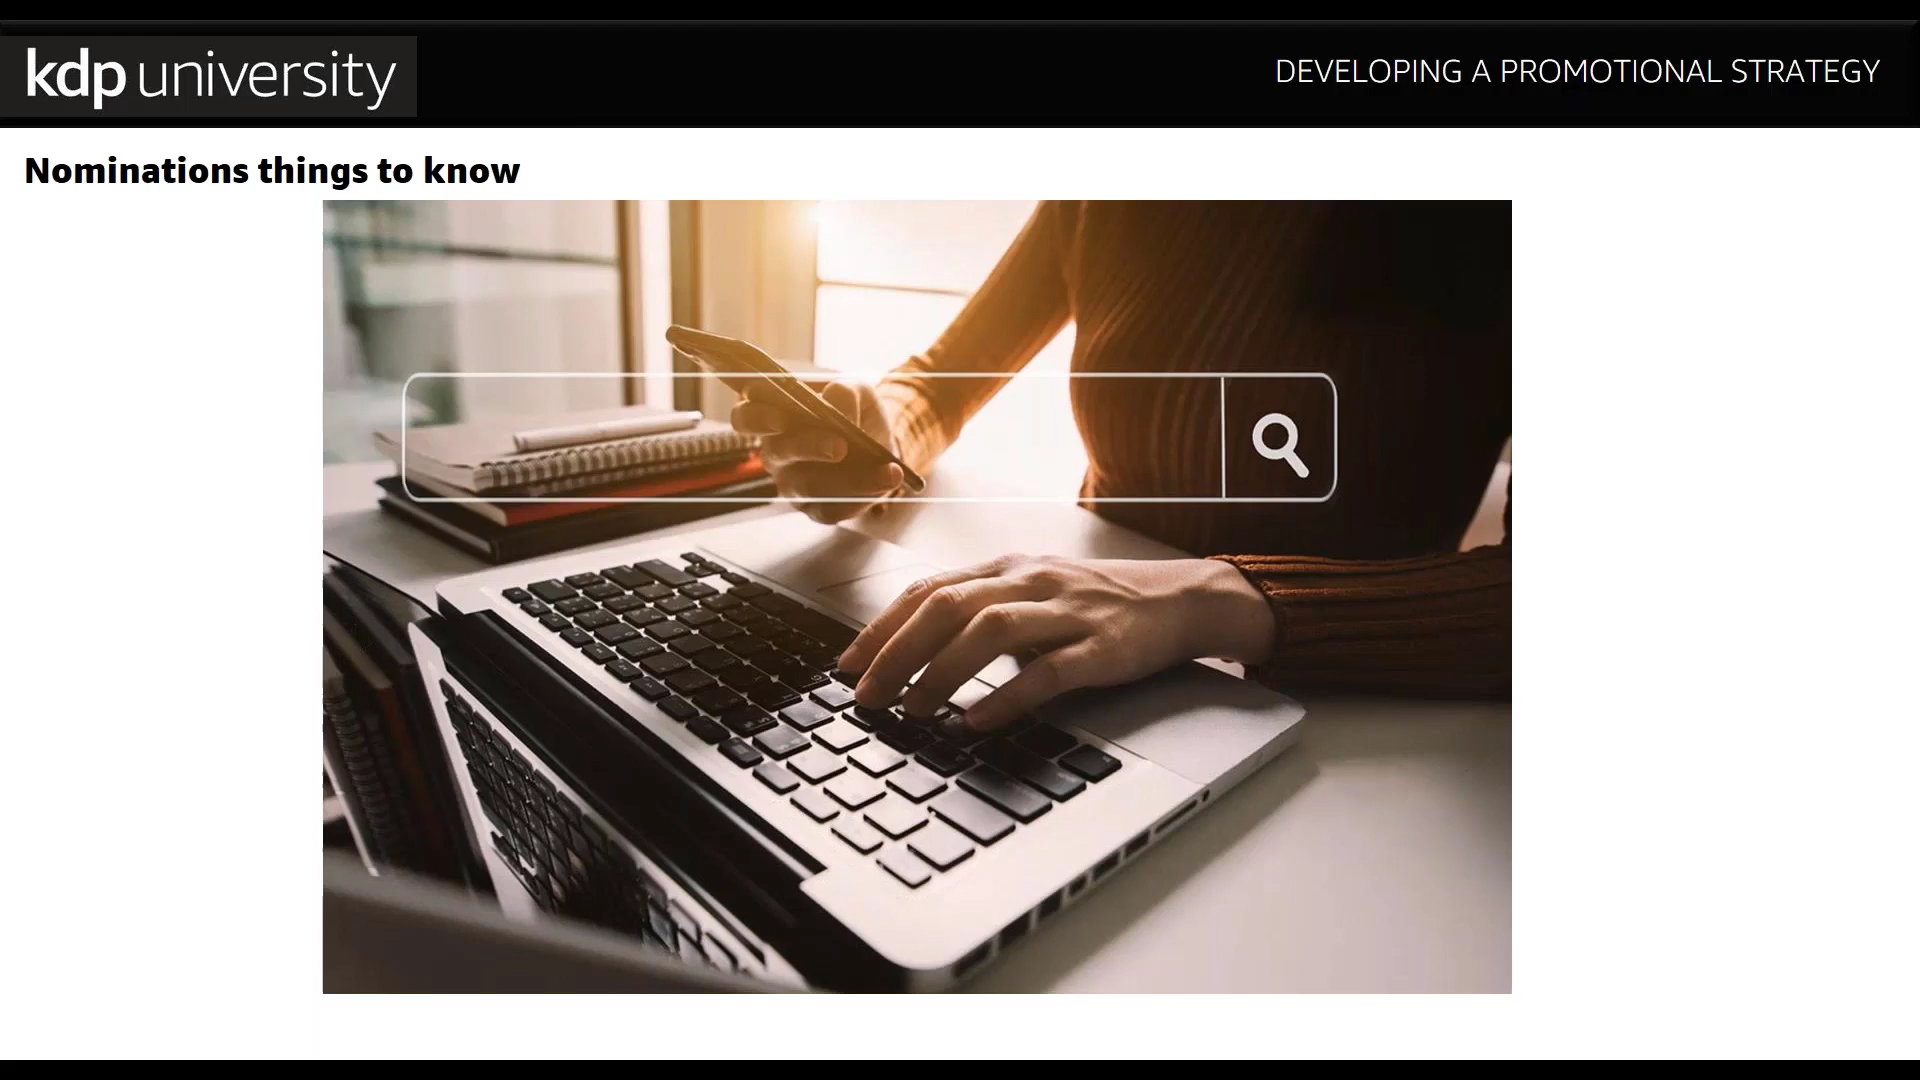 kdp university
DEVELOPING A PROMOTIONAL STRATEGY
Nominations things to know